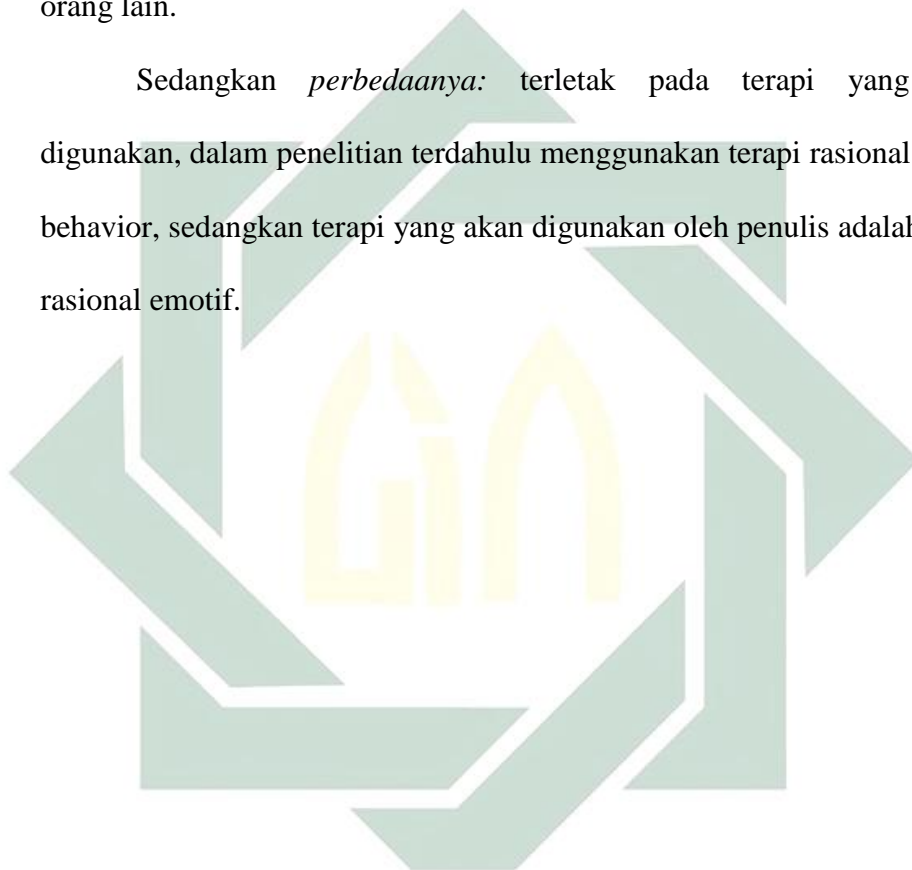 orang lain.
Sedangkan perbedaanya: terletak pada terapi yang
digunakan, dalam penelitian terdahulu menggunakan terapi rasional
behavior, sedangkan terapi yang akan digunakan oleh penulis adalah
rasional emotif.